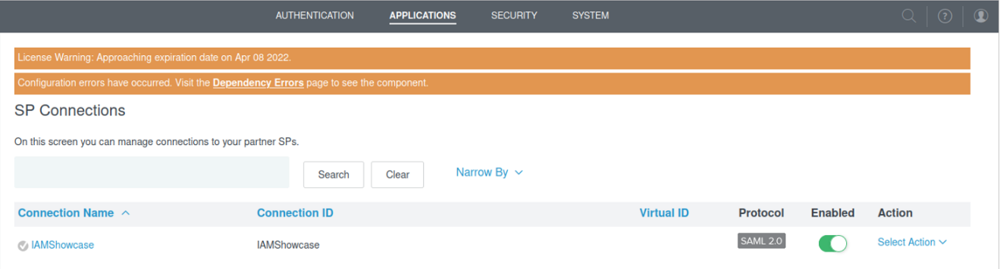 AUTHENTICATION APPLICATIONS SECURITY SYSTEM
License Warning: Approaching expiration date on Apr 08 2022.
Configuration errors have occurred. Visit the Dependency Errors page to see the component.
SP Connections
On this screen you can manage connections to your partner SPs.
Search Clear Narrow By
Connection Name Connection ID Virtual ID Protocol Enabled Action
IAMShowcase IAMShowcase SAML 2.0 Select Action